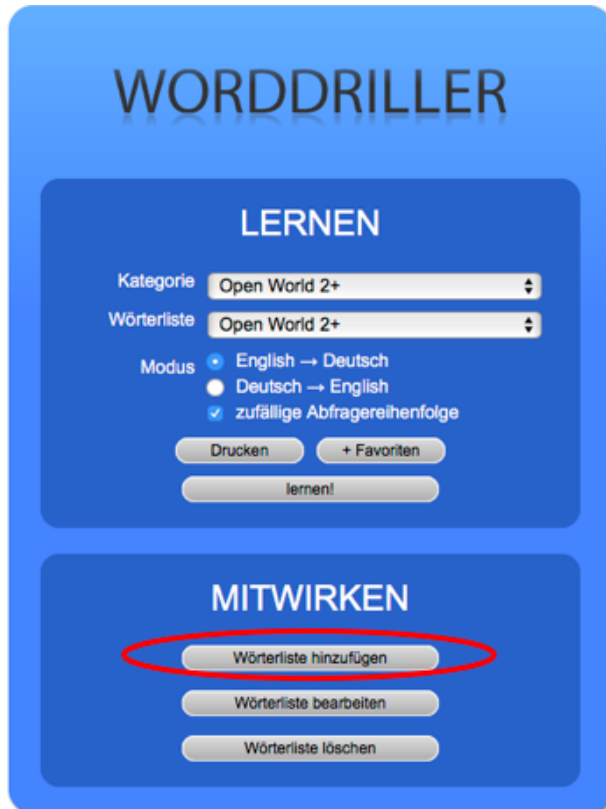 WORDDRILLER
LERNEN
Kategorie Open World 2+
Wörterliste Open World 2+
Modus English → Deutsch
Deutsch → English
zufällige Abfragereihenfolge
Drucken + Favoriten
lernen!
MITWIRKEN
Wörterliste hinzufügen
Wörterliste bearbeiten
Wörterliste löschen